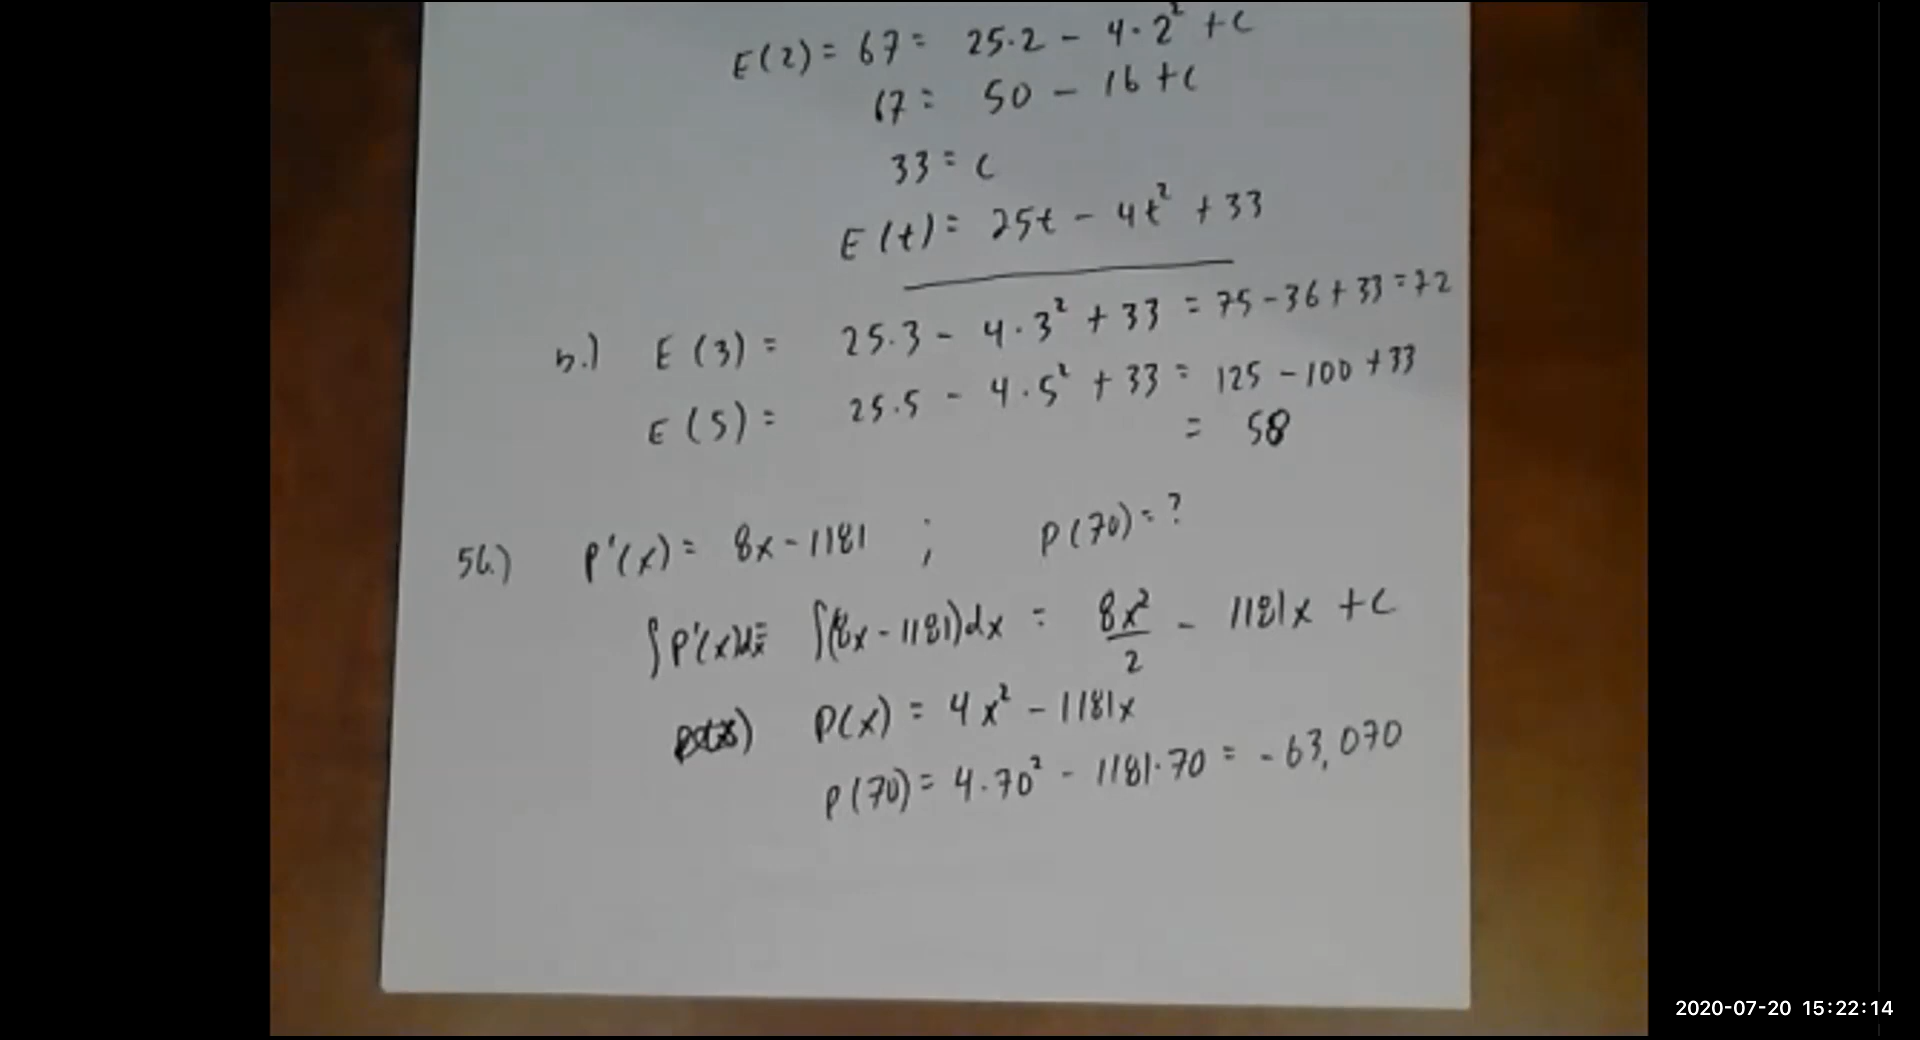 E(2) = 67 = 25·2 - 4·2² + C
67 = 50 - 16 + C
33 = C
E(t) = 25t - 4t² + 33
b.) E(3) = 25·3 - 4·3² + 33 = 75 - 36 + 33 = 72
E(5) = 25·5 - 4·5² + 33 = 125 - 100 + 33
= 58
56.) P'(x) = 8x - 1181 ; P(70) = ?
∫P'(x)dx = ∫(8x - 1181)dx = 8x²/2 - 1181x + C
P(x) = 4x² - 1181x
P(70) = 4·70² - 1181·70 = -63,070
2020-07-20 15:22:14